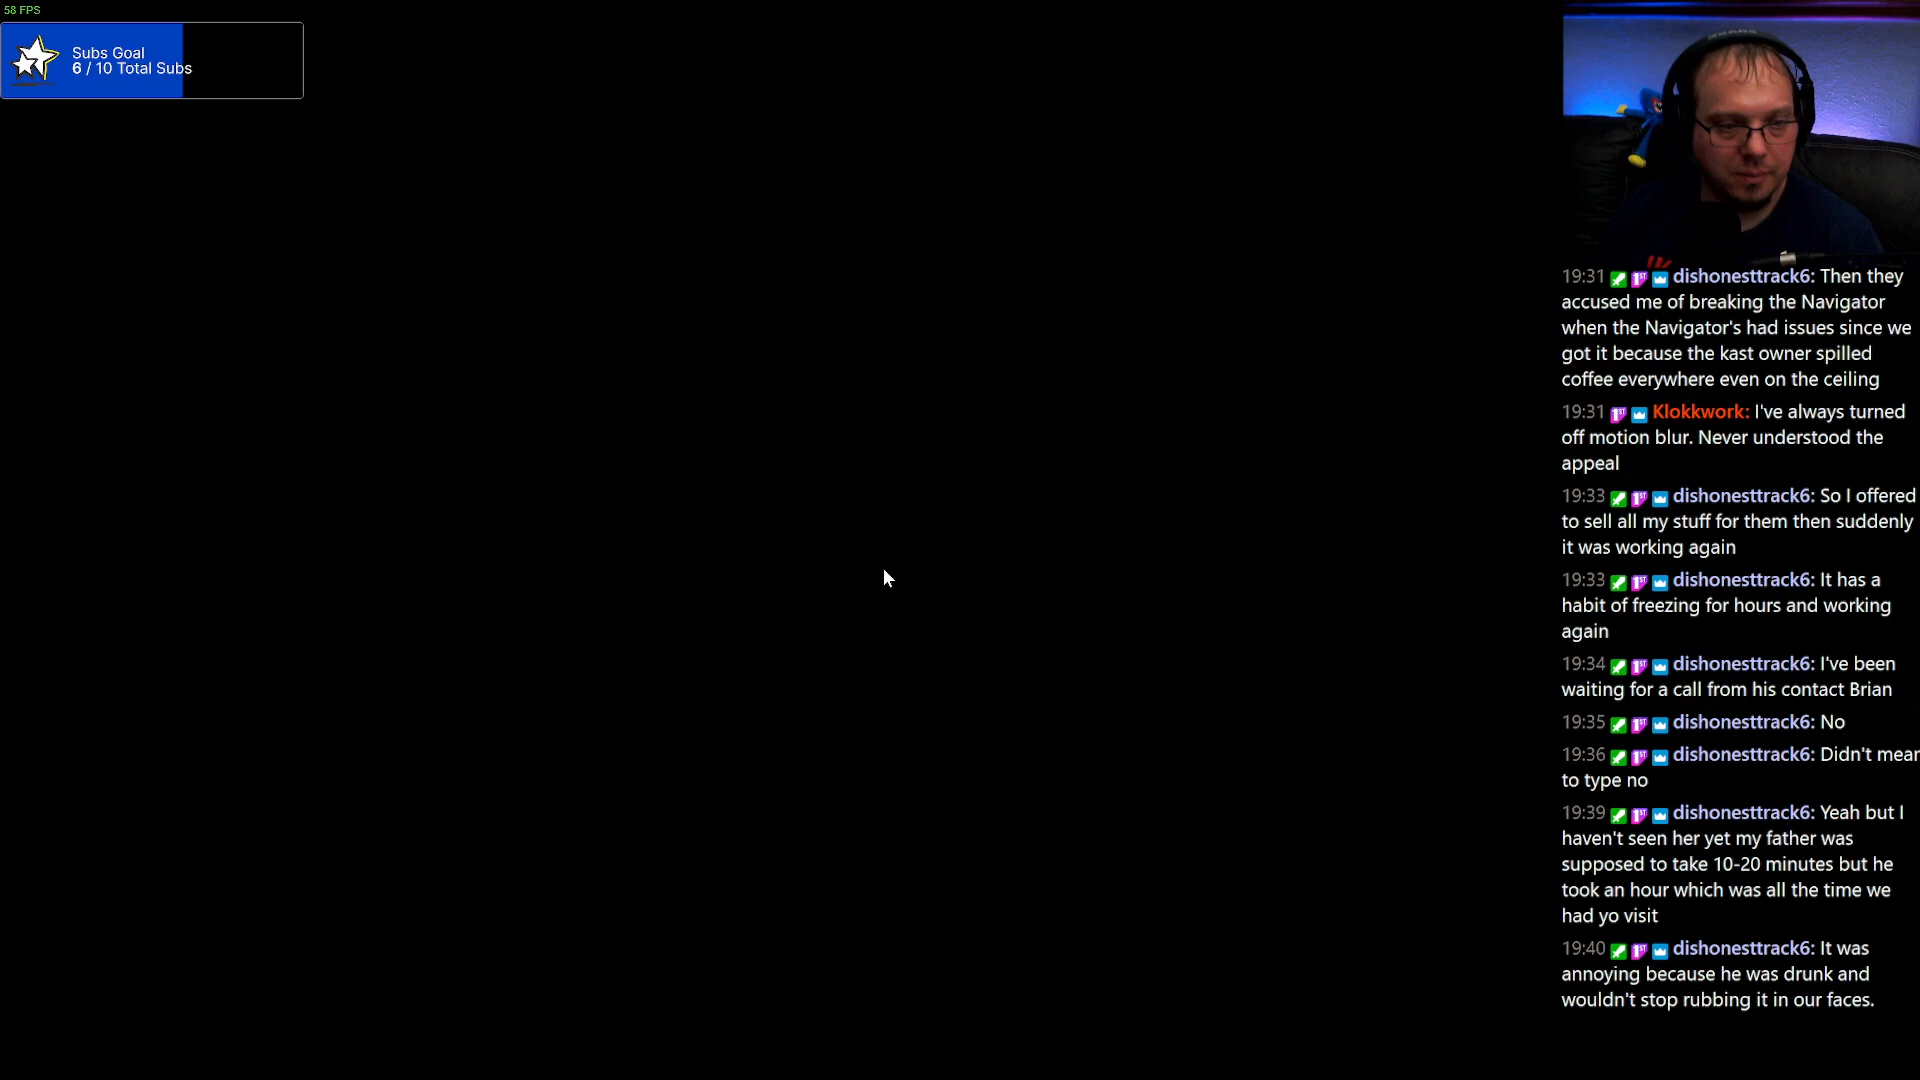 58 FPS
Subs Goal
6 / 10 Total Subs
19:31 dishonesttrack6: Then they
accused me of breaking the Navigator
when the Navigator's had issues since we
got it because the kast owner spilled
coffee everywhere even on the ceiling
19:31 Klokkwork: I've always turned
off motion blur. Never understood the
appeal
19:33 dishonesttrack6: So I offered
to sell all my stuff for them then suddenly
it was working again
19:33 dishonesttrack6: It has a
habit of freezing for hours and working
again
19:34 dishonesttrack6: I've been
waiting for a call from his contact Brian
19:35 dishonesttrack6: No
19:36 dishonesttrack6: Didn't mean
to type no
19:39 dishonesttrack6: Yeah but I
haven't seen her yet my father was
supposed to take 10-20 minutes but he
took an hour which was all the time we
had yo visit
19:40 dishonesttrack6: It was
annoying because he was drunk and
wouldn't stop rubbing it in our faces.